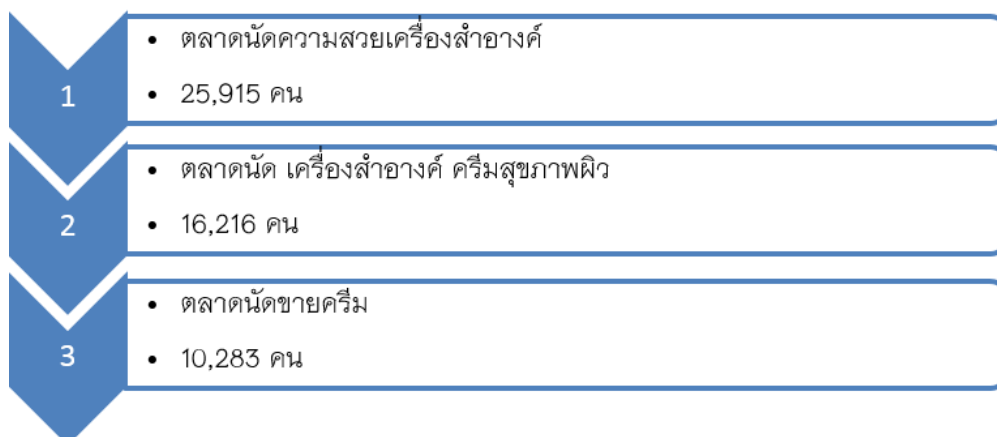 1
• ตลาดนัดความสวยเครื่องสำอางค์
• 25,915 คน
2
• ตลาดนัด เครื่องสำอางค์ ครีมสุขภาพผิว
• 16,216 คน
3
• ตลาดนัดขายครีม
• 10,283 คน